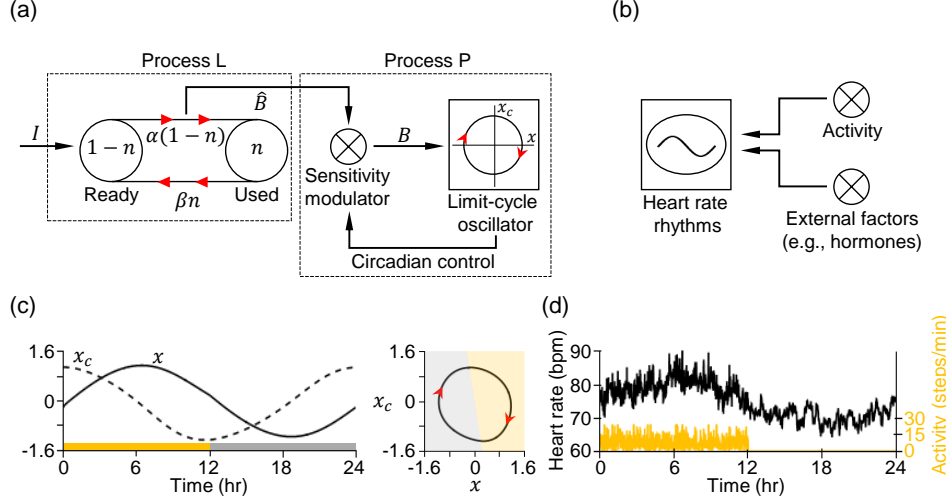 (a)
Process L
Process P
I
1 − n
Ready
α(1 − n)
βn
n
Used
B̂
Sensitivity
modulator
B
x_c
x
Limit-cycle
oscillator
Circadian control
(b)
Heart rate
rhythms
Activity
External factors
(e.g., hormones)
(c)
1.6
0
-1.6
x_c
x
0
6
12
18
24
Time (hr)
1.6
x_c
0
-1.6
-1.6
0
1.6
x
(d)
Heart rate (bpm)
90
80
70
60
0
6
12
18
24
Time (hr)
30
15
0
Activity (steps/min)